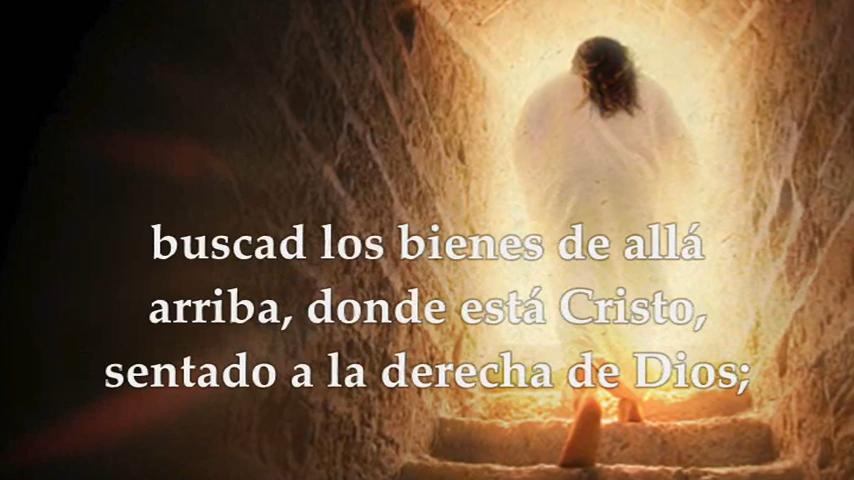 buscad los bienes de allá
arriba, donde está Cristo,
sentado a la derecha de Dios;